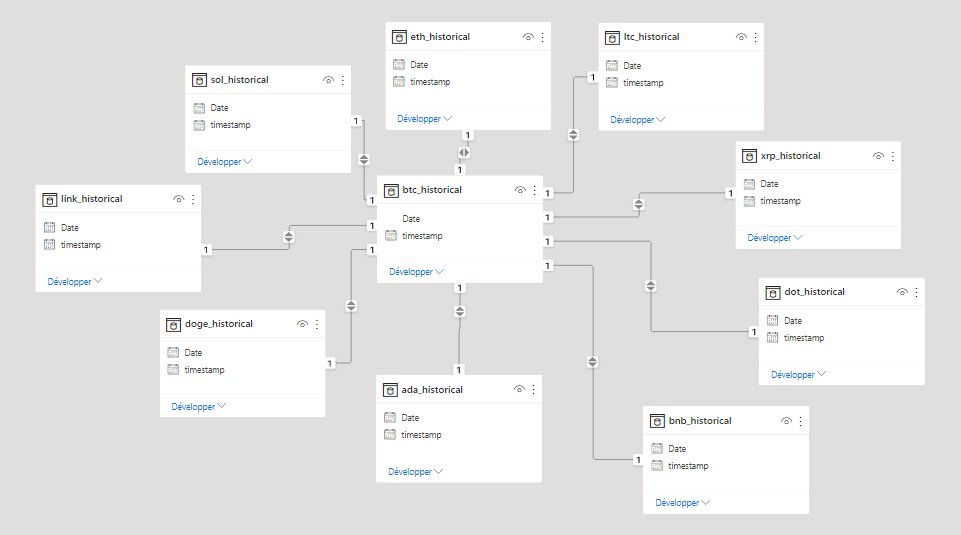 eth_historical
Date
timestamp
Développer
ltc_historical
Date
timestamp
Développer
sol_historical
Date
timestamp
Développer
1
1
1
1
xrp_historical
Date
timestamp
Développer
link_historical
Date
timestamp
Développer
btc_historical
Date
timestamp
Développer
1
1
1
1
1
1
1
1
1
1
1
dot_historical
Date
timestamp
Développer
doge_historical
Date
timestamp
Développer
1
1
1
ada_historical
Date
timestamp
Développer
bnb_historical
Date
timestamp
Développer